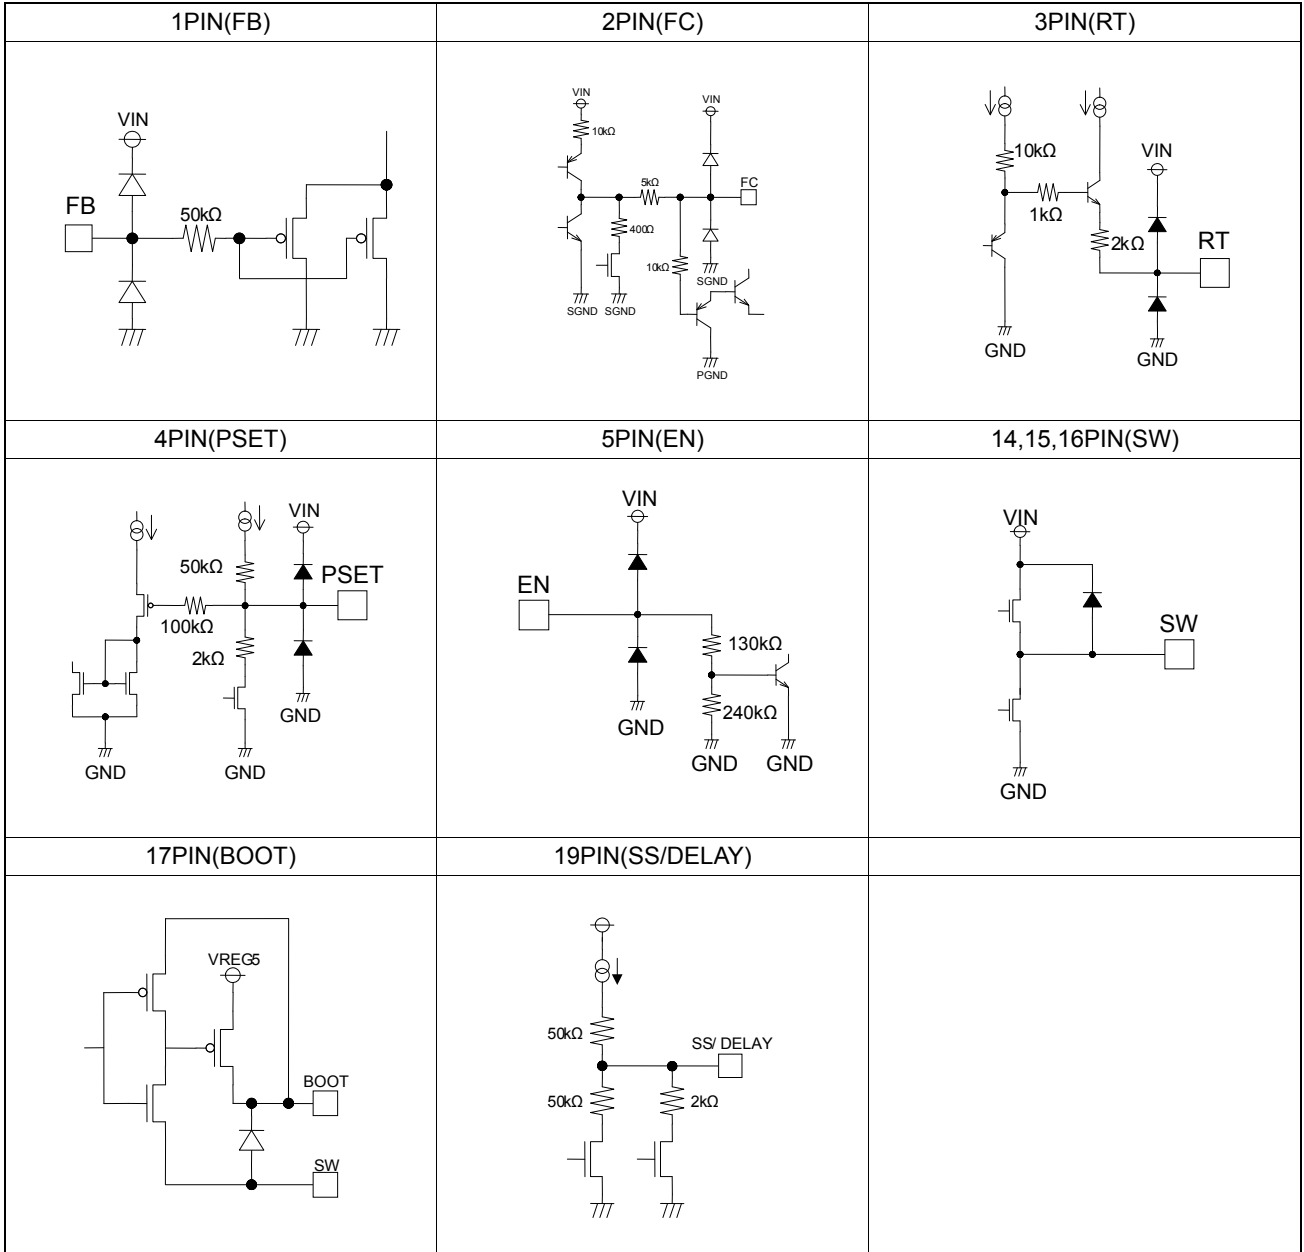 1PIN(FB)
2PIN(FC)
3PIN(RT)
VIN
FB
50kΩ
VIN
10kΩ
VIN
5kΩ
FC
400Ω
10kΩ
SGND
SGND
SGND
PGND
10kΩ
VIN
1kΩ
2kΩ
RT
GND
GND
4PIN(PSET)
5PIN(EN)
14,15,16PIN(SW)
VIN
50kΩ
PSET
100kΩ
2kΩ
GND
GND
GND
VIN
EN
130kΩ
240kΩ
GND
GND
GND
VIN
SW
GND
17PIN(BOOT)
19PIN(SS/DELAY)
VREG5
BOOT
SW
50kΩ
SS/ DELAY
50kΩ
2kΩ